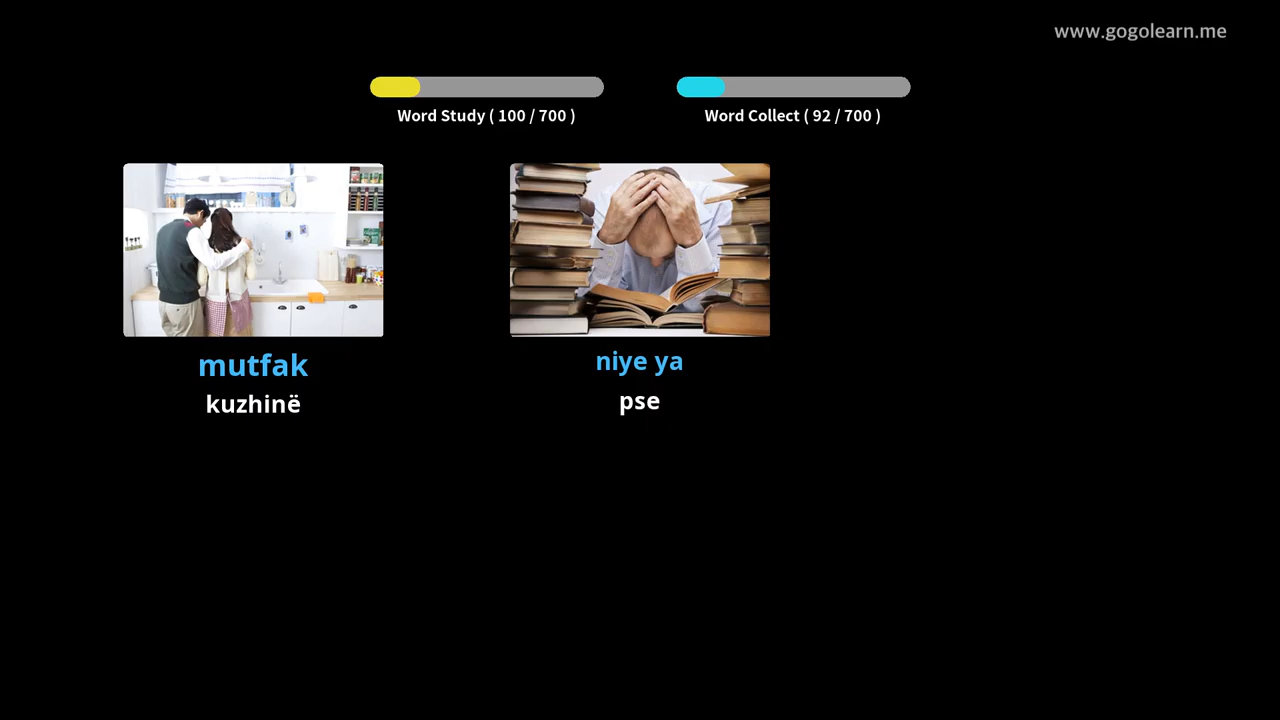 www.gogolearn.me
Word Study ( 100 / 700 )
Word Collect ( 92 / 700 )
mutfak
kuzhinë
niye ya
pse